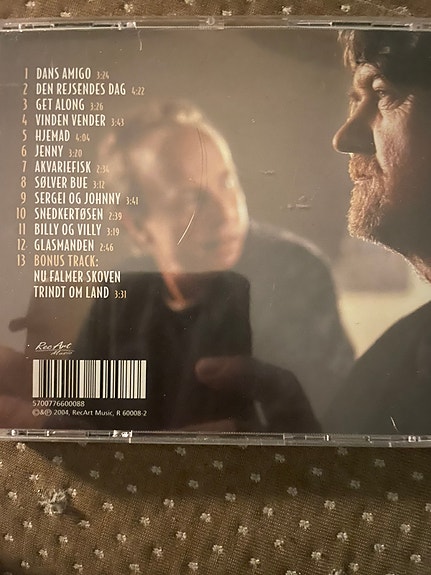 1 DANS AMIGO 3:24
2 DEN REJSENDES DAG 4:22
3 GET ALONG 3:26
4 VINDEN VENDER 3:43
5 HJEMAD 4:04
6 JENNY 3:20
7 AKVARIEFISK 2:34
8 SØLVER BUE 3:12
9 SERGEI OG JOHNNY 3:41
10 SNEDKERTØSEN 2:39
11 BILLY OG VILLY 3:19
12 GLASMANDEN 2:46
13 BONUS TRACK:
NU FALMER SKOVEN
TRINDT OM LAND 3:31
RecArt
Music
5700776600088
©&℗ 2004, RecArt Music, R 60008-2